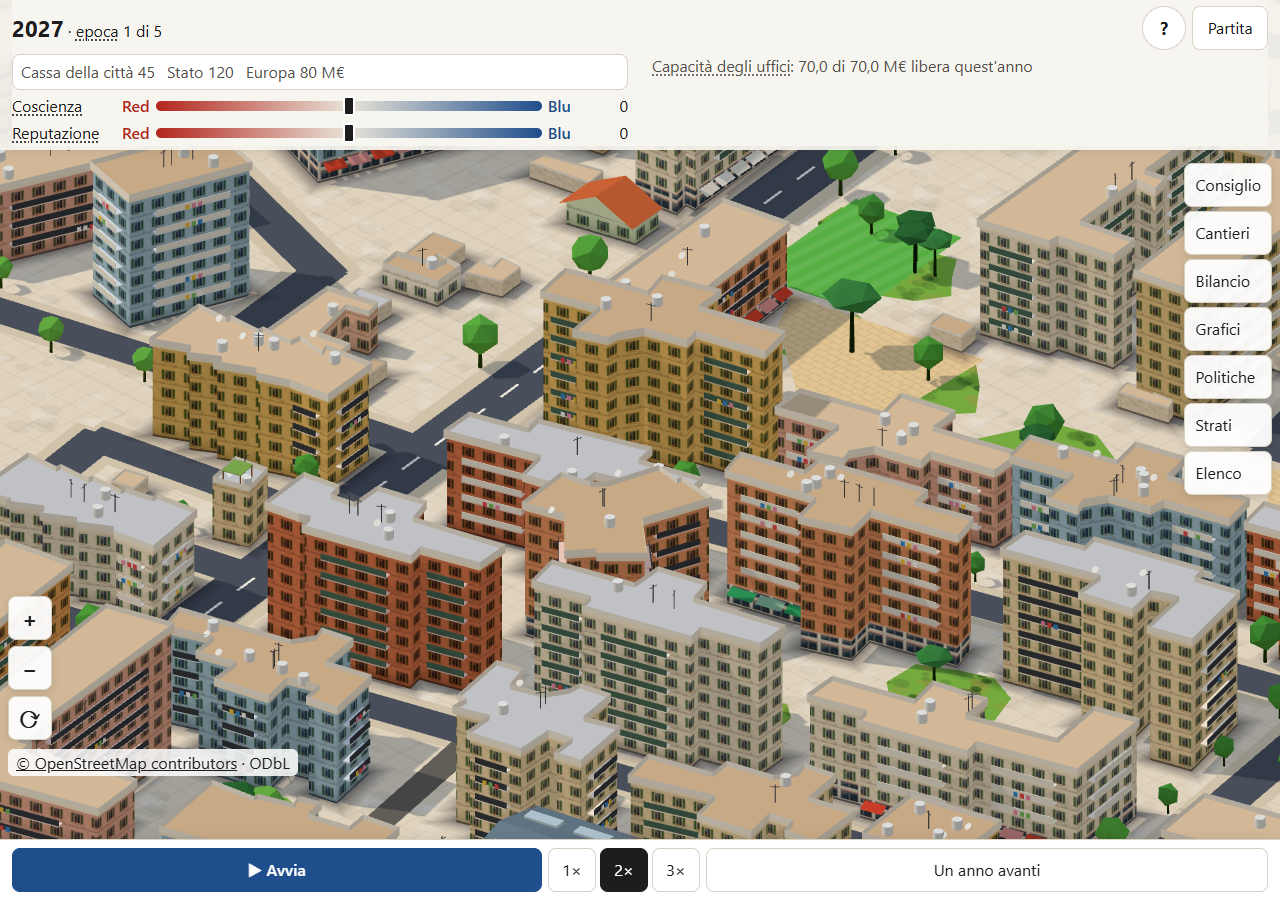 2027 · epoca 1 di 5
?
Partita
Cassa della città 45 Stato 120 Europa 80 M€
Capacità degli uffici: 70,0 di 70,0 M€ libera quest'anno
Coscienza Red Blu 0
Reputazione Red Blu 0
Consiglio
Cantieri
Bilancio
Grafici
Politiche
Strati
Elenco
+
−
© OpenStreetMap contributors · ODbL
▶ Avvia
1×
2×
3×
Un anno avanti